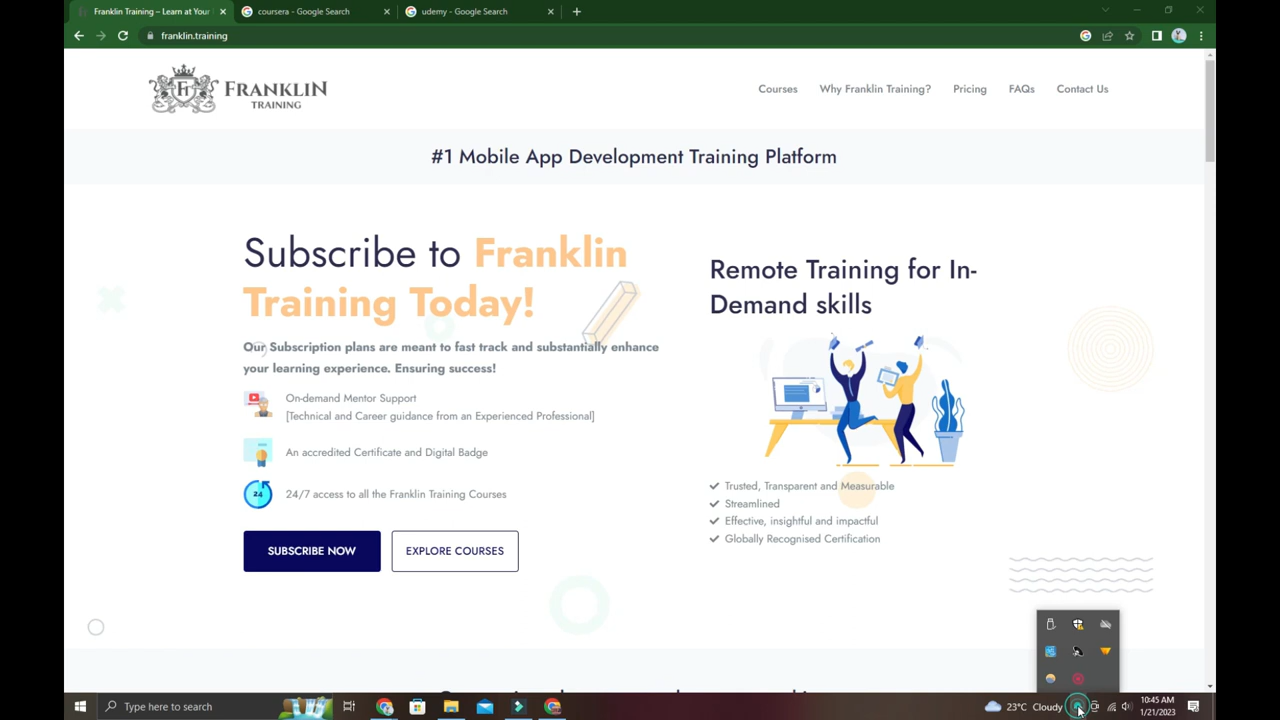 Franklin Training – Learn at Your
coursera - Google Search
udemy - Google Search
franklin.training
FRANKLIN
TRAINING
Courses
Why Franklin Training?
Pricing
FAQs
Contact Us
#1 Mobile App Development Training Platform
Subscribe to Franklin
Training Today!
Our Subscription plans are meant to fast track and substantially enhance
your learning experience. Ensuring success!
On-demand Mentor Support
[Technical and Career guidance from an Experienced Professional]
An accredited Certificate and Digital Badge
24
24/7 access to all the Franklin Training Courses
SUBSCRIBE NOW
EXPLORE COURSES
Remote Training for In-
Demand skills
Trusted, Transparent and Measurable
Streamlined
Effective, insightful and impactful
Globally Recognised Certification
Type here to search
23°C Cloudy
10:45 AM
1/21/2023